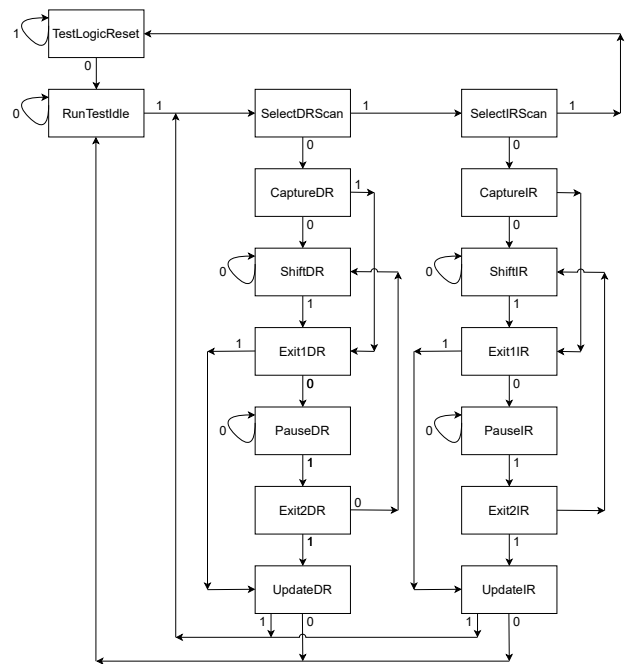 1
TestLogicReset
0
0
RunTestIdle
1
SelectDRScan
1
SelectIRScan
1
0
0
CaptureDR
1
CaptureIR
0
0
0
ShiftDR
0
ShiftIR
1
1
1
Exit1DR
1
Exit1IR
0
0
0
PauseDR
0
PauseIR
1
1
Exit2DR
0
Exit2IR
1
1
UpdateDR
UpdateIR
1
0
1
0